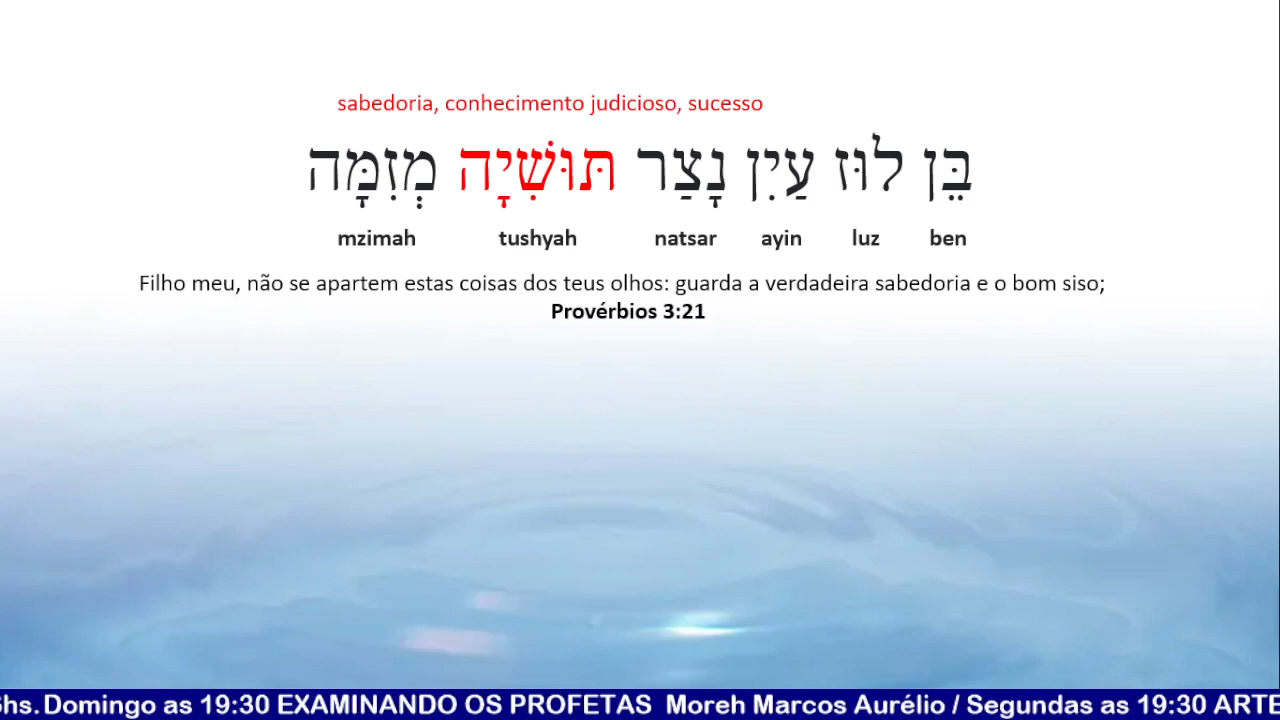 sabedoria, conhecimento judicioso, sucesso
בֵּן לוּז עַיִן נָצַר תּוּשִׁיָה מְזִמָּה
mzimah tushyah natsar ayin luz ben
Filho meu, não se apartem estas coisas dos teus olhos: guarda a verdadeira sabedoria e o bom siso;
Provérbios 3:21
hs. Domingo as 19:30 EXAMINANDO OS PROFETAS Moreh Marcos Aurélio / Segundas as 19:30 ARTE